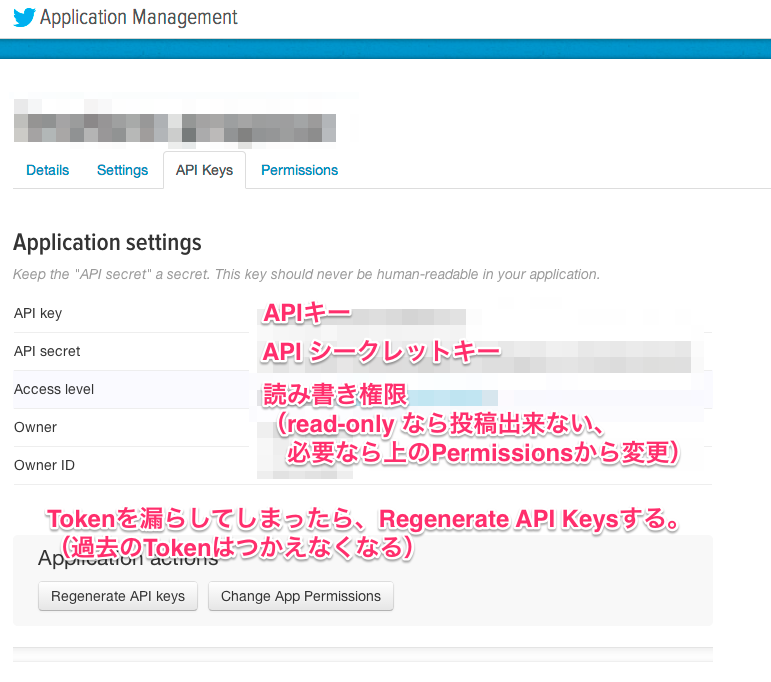 Application Management
Details Settings API Keys Permissions
Application settings
Keep the "API secret" a secret. This key should never be human-readable in your application.
API key APIキー
API secret API シークレットキー
Access level 読み書き権限
(read-only なら投稿出来ない、
Owner
必要なら上のPermissionsから変更)
Owner ID
Tokenを漏らしてしまったら、Regenerate API Keysする。
(過去のTokenはつかえなくなる)
Application actions
Regenerate API keys Change App Permissions